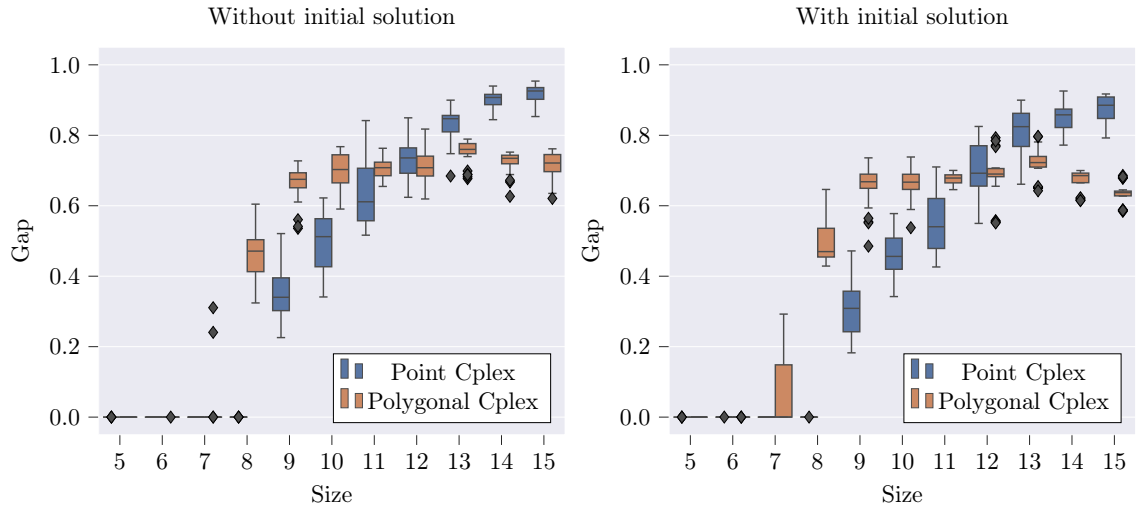 Without initial solution
1.0
0.8
0.6
0.4
0.2
0.0
Gap
Point Cplex
Polygonal Cplex
5 6 7 8 9 10 11 12 13 14 15
Size
With initial solution
1.0
0.8
0.6
0.4
0.2
0.0
Gap
Point Cplex
Polygonal Cplex
5 6 7 8 9 10 11 12 13 14 15
Size